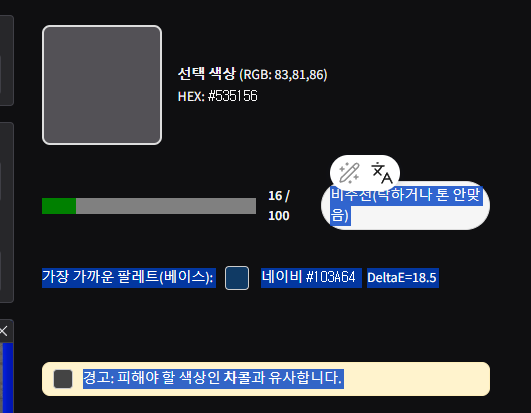 선택 색상 (RGB: 83,81,86)
HEX: #535156
16 /
100
비추천(탁하거나 톤 안맞
음)
가장 가까운 팔레트(베이스): 네이비 #103A64 DeltaE=18.5
경고: 피해야 할 색상인 차콜과 유사합니다.